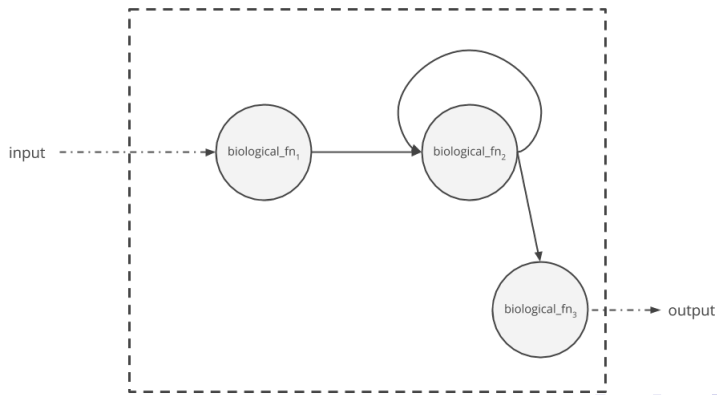 input
biological_fn₁
biological_fn₂
biological_fn₃
output